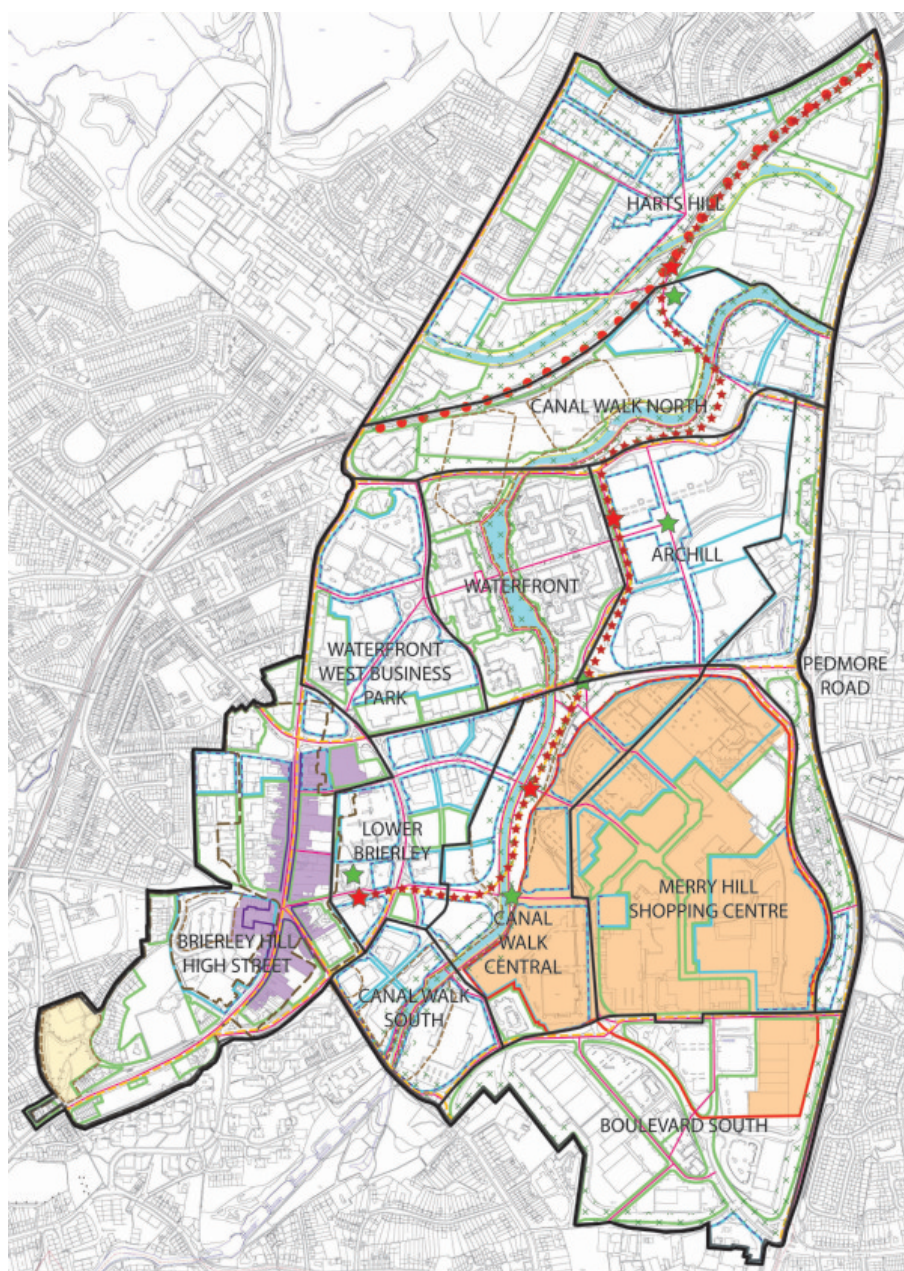 HARTS HILL
CANAL WALK NORTH
ARCHILL
WATERFRONT
WATERFRONT
WEST BUSINESS
PARK
PEDMORE
ROAD
LOWER
BRIERLEY
MERRY HILL
SHOPPING CENTRE
CANAL
WALK
CENTRAL
BRIERLEY HILL
HIGH STREET
CANAL WALK
SOUTH
BOULEVARD SOUTH